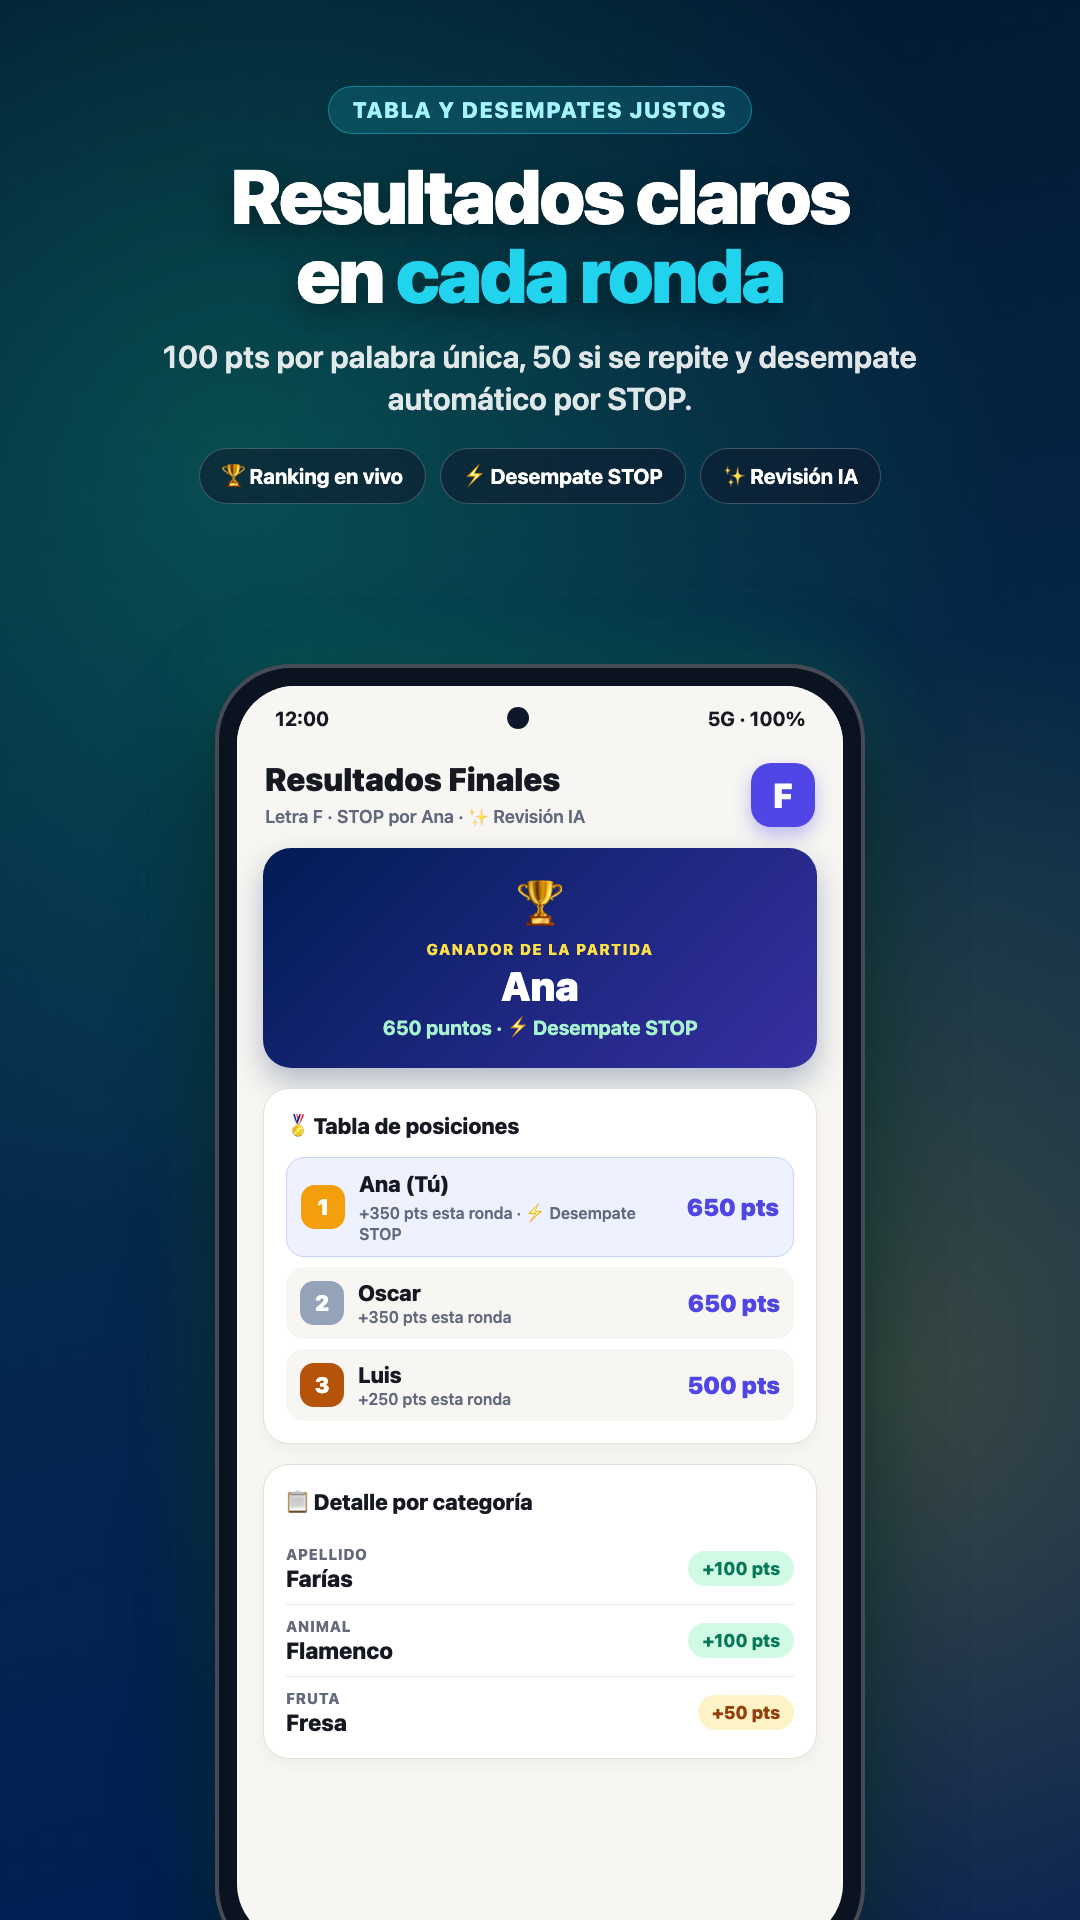 TABLA Y DESEMPATES JUSTOS
Resultados claros
en cada ronda
100 pts por palabra única, 50 si se repite y desempate
automático por STOP.
🏆 Ranking en vivo
⚡ Desempate STOP
✨ Revisión IA
12:00
5G · 100%
Resultados Finales
F
Letra F · STOP por Ana · ✨ Revisión IA
GANADOR DE LA PARTIDA
Ana
650 puntos · ⚡ Desempate STOP
🏅 Tabla de posiciones
1
Ana (Tú)
+350 pts esta ronda · ⚡ Desempate
STOP
650 pts
2
Oscar
+350 pts esta ronda
650 pts
3
Luis
+250 pts esta ronda
500 pts
📋 Detalle por categoría
APELLIDO
Farías
+100 pts
ANIMAL
Flamenco
+100 pts
FRUTA
Fresa
+50 pts